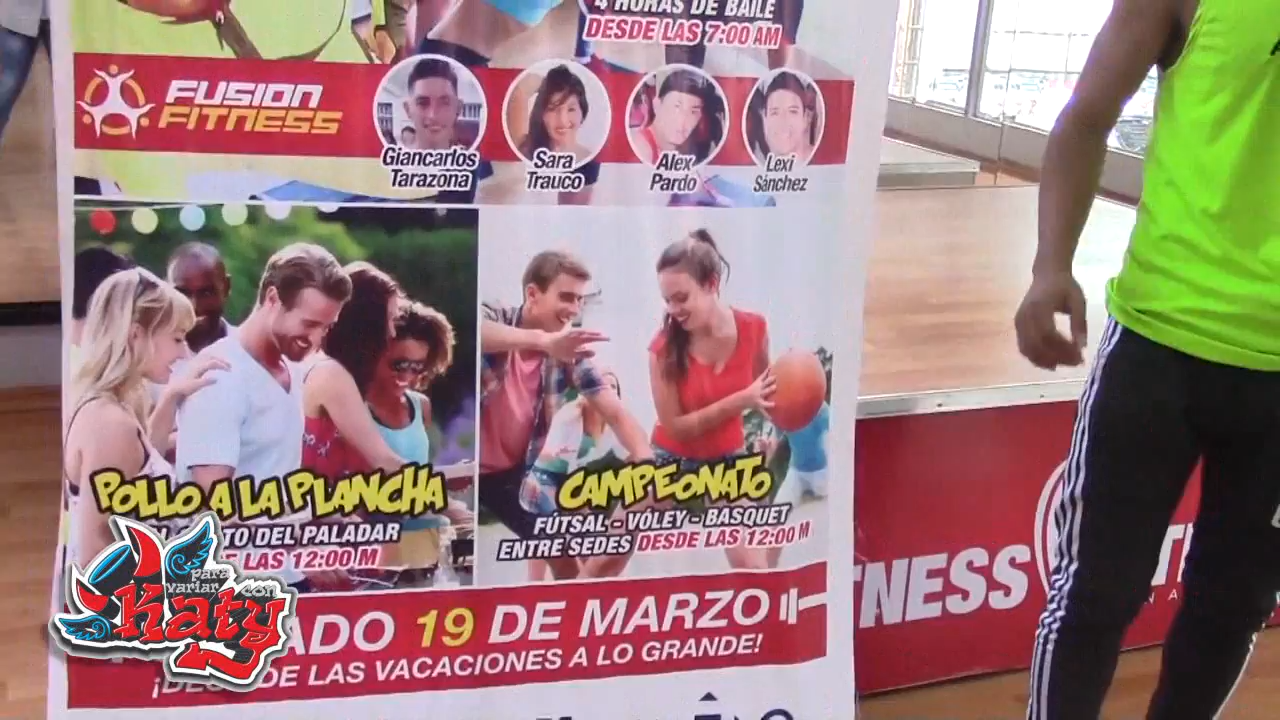 4 HORAS DE BAILE
DESDE LAS 7:00 AM
FUSION
FITNESS
Giancarlos
Tarazona
Sara
Trauco
Alex
Pardo
Lexi
Sánchez
POLLO A LA PLANCHA
TO DEL PALADAR
LAS 12:00 M
CAMPEONATO
FÚTSAL - VÓLEY - BASQUET
ENTRE SEDES DESDE LAS 12:00 M
ADO 19 DE MARZO
DE LAS VACACIONES A LO GRANDE!
para
variar con
Katy
TNESS